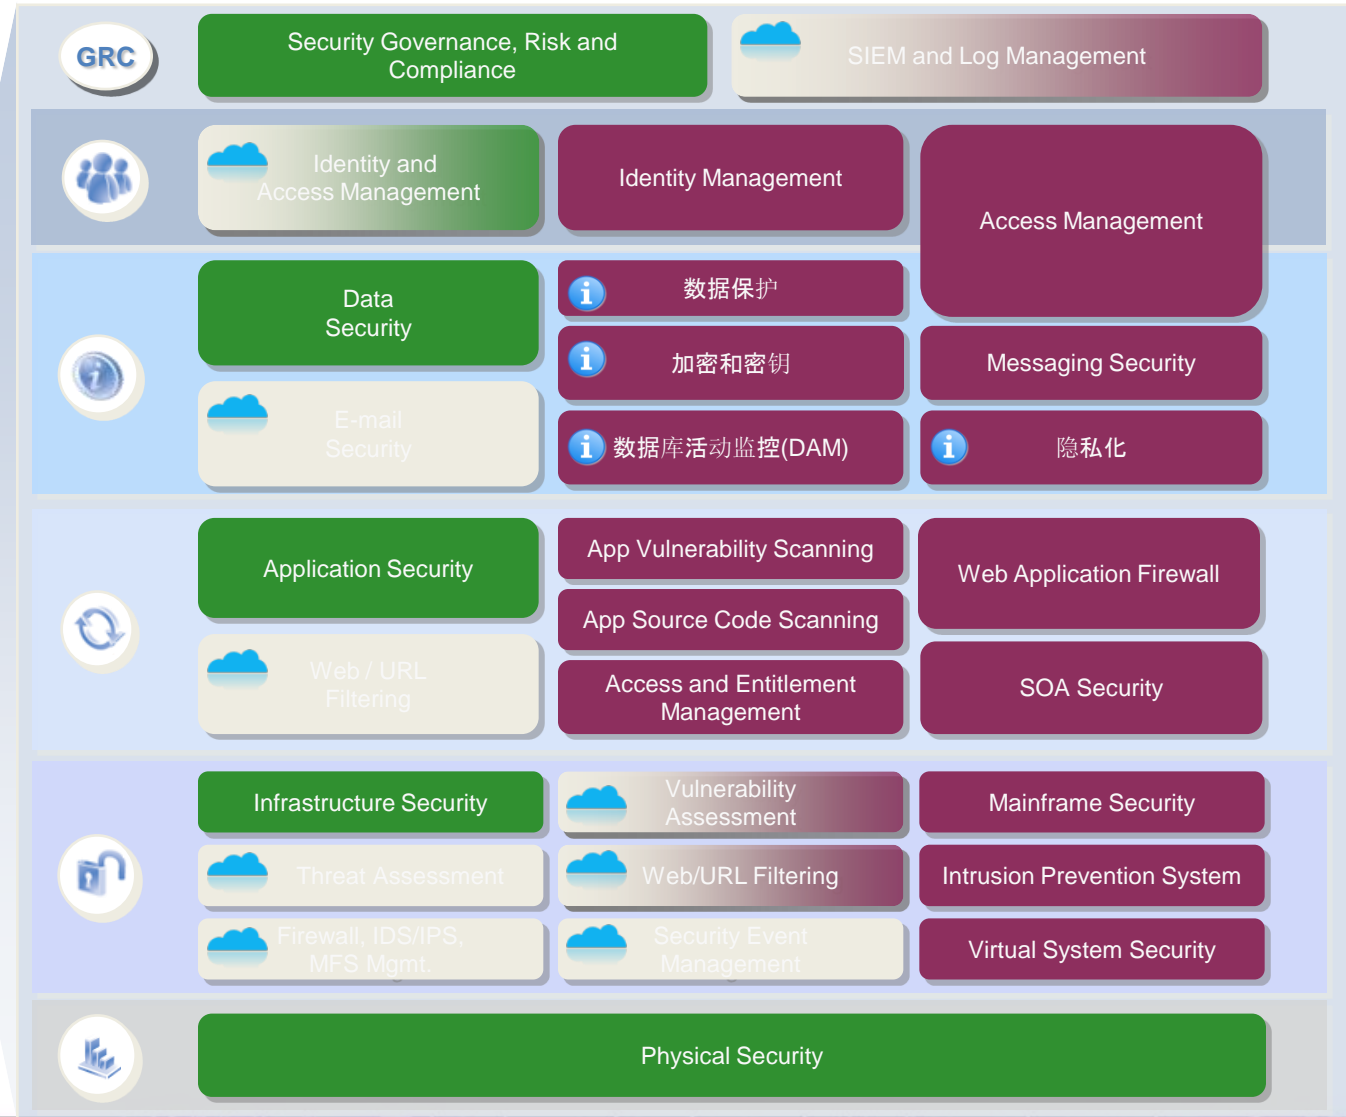 GRC
Security Governance, Risk and
Compliance
SIEM and Log Management
Identity and
Access Management
Identity Management
Access Management
Data
Security
数据保护
加密和密钥
Messaging Security
E-mail
Security
数据库活动监控(DAM)
隐私化
Application Security
App Vulnerability Scanning
Web Application Firewall
App Source Code Scanning
Web / URL
Filtering
Access and Entitlement
Management
SOA Security
Infrastructure Security
Vulnerability
Assessment
Mainframe Security
Threat Assessment
Web/URL Filtering
Intrusion Prevention System
Firewall, IDS/IPS,
MFS Mgmt.
Security Event
Management
Virtual System Security
Physical Security